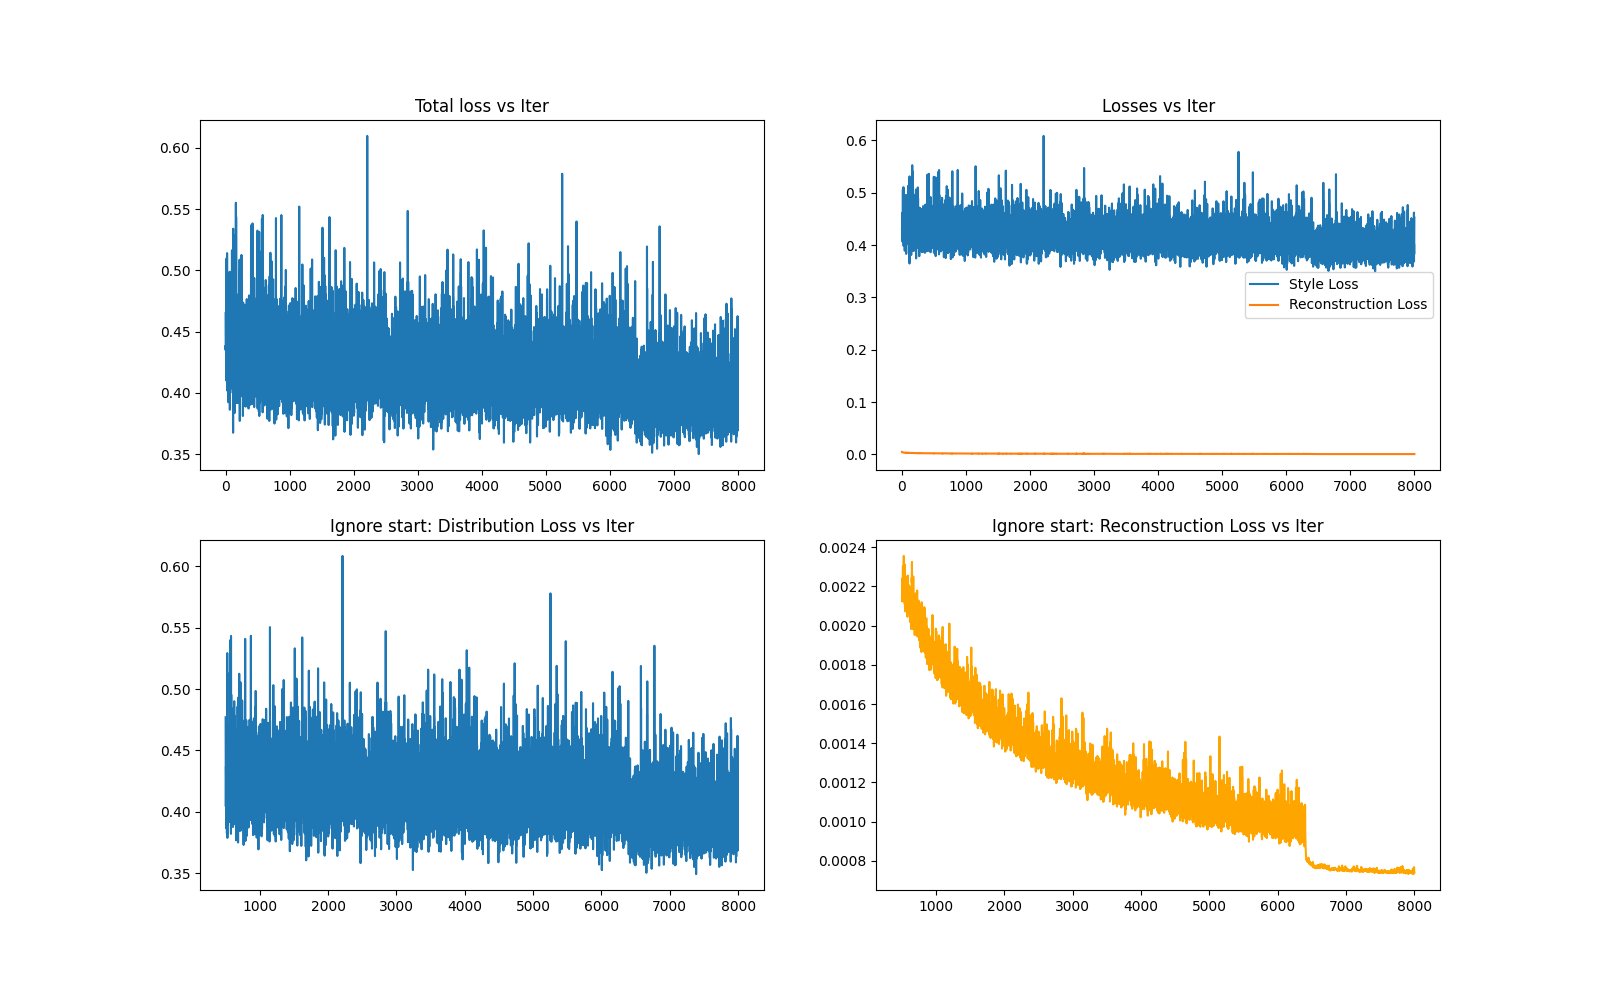 Total loss vs Iter
0.60
0.55
0.50
0.45
0.40
0.35
0 1000 2000 3000 4000 5000 6000 7000 8000
Losses vs Iter
0.6
0.5
0.4
0.3
0.2
0.1
0.0
Style Loss
Reconstruction Loss
0 1000 2000 3000 4000 5000 6000 7000 8000
Ignore start: Distribution Loss vs Iter
0.60
0.55
0.50
0.45
0.40
0.35
1000 2000 3000 4000 5000 6000 7000 8000
Ignore start: Reconstruction Loss vs Iter
0.0024
0.0022
0.0020
0.0018
0.0016
0.0014
0.0012
0.0010
0.0008
1000 2000 3000 4000 5000 6000 7000 8000